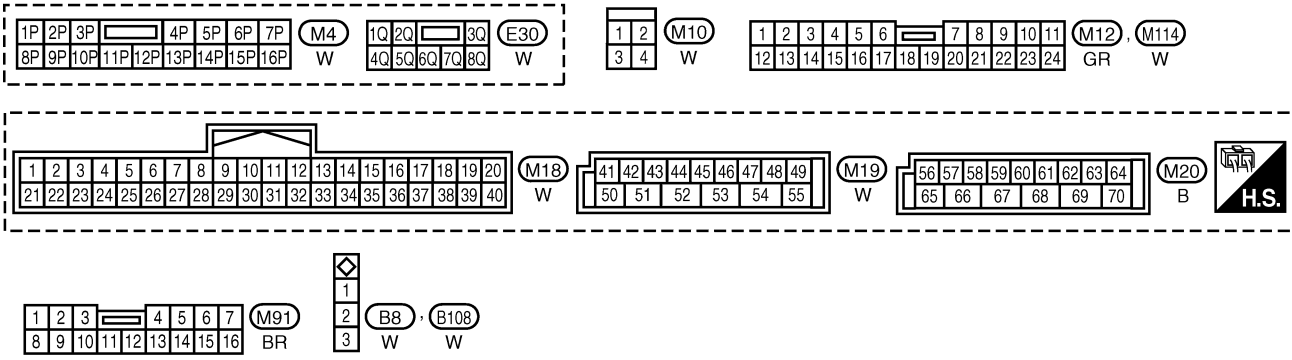 1P 2P 3P 4P 5P 6P 7P
8P 9P 10P 11P 12P 13P 14P 15P 16P
M4
W
1Q 2Q 3Q
4Q 5Q 6Q 7Q 8Q
E30
W
1 2
3 4
M10
W
1 2 3 4 5 6 7 8 9 10 11
12 13 14 15 16 17 18 19 20 21 22 23 24
M12 , M114
GR W
1 2 3 4 5 6 7 8 9 10 11 12 13 14 15 16 17 18 19 20
21 22 23 24 25 26 27 28 29 30 31 32 33 34 35 36 37 38 39 40
M18
W
41 42 43 44 45 46 47 48 49
50 51 52 53 54 55
M19
W
56 57 58 59 60 61 62 63 64
65 66 67 68 69 70
M20
B
H.S.
1 2 3 4 5 6 7
8 9 10 11 12 13 14 15 16
M91
BR
1
2
3
B8 , B108
W W